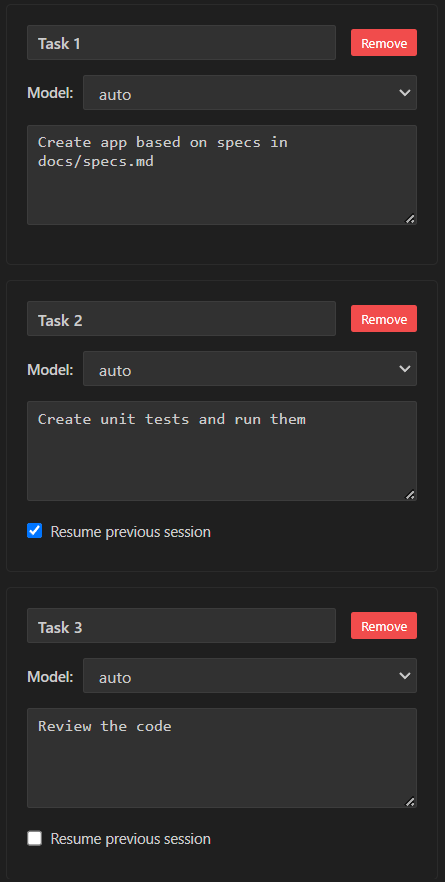 Task 1
Remove
Model:
auto
Create app based on specs in
docs/specs.md
Task 2
Remove
Model:
auto
Create unit tests and run them
Resume previous session
Task 3
Remove
Model:
auto
Review the code
Resume previous session